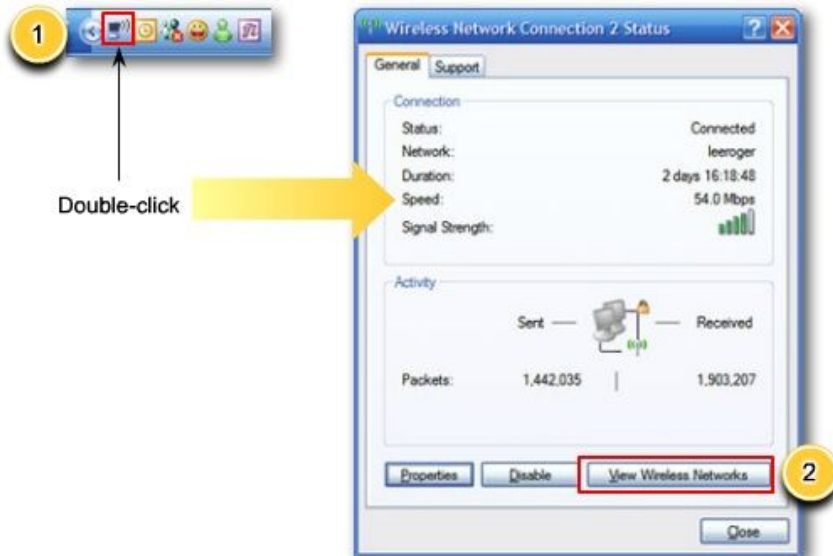 1
Double-click
Wireless Network Connection 2 Status
General Support
Connection
Status: Connected
Network: leeroger
Duration: 2 days 16:18:48
Speed: 54.0 Mbps
Signal Strength:
Activity
Sent Received
Packets: 1,442,035 1,903,207
Properties Disable View Wireless Networks
2
Close